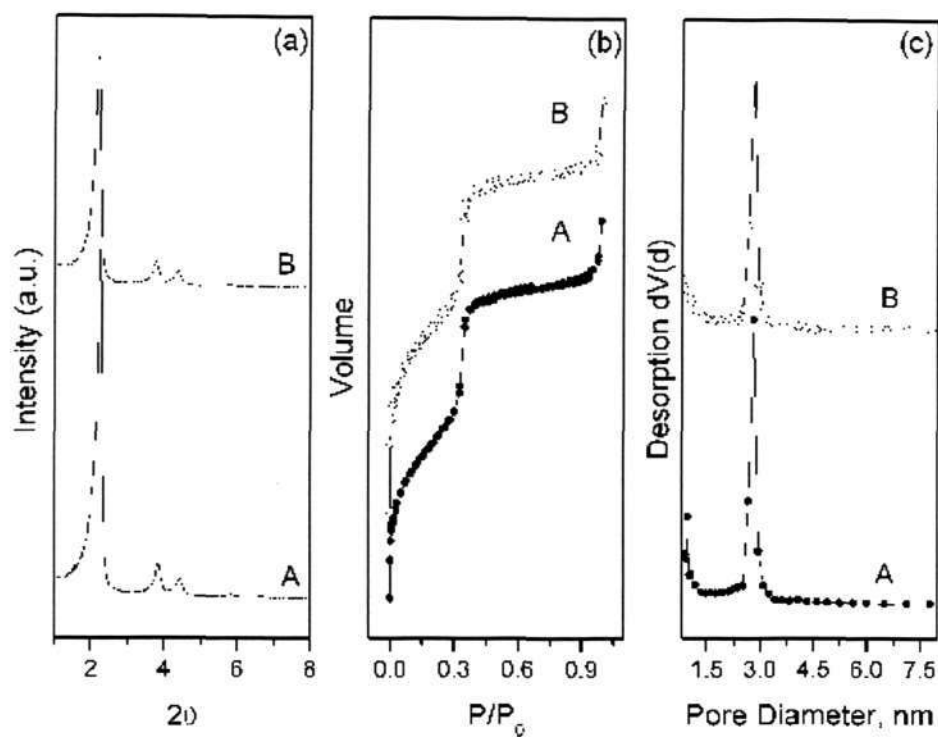 (a)
(b)
(c)
B
A
B
A
B
A
Intensity (a.u.)
Volume
Desorption dV(d)
2 4 6 8
0.0 0.3 0.6 0.9
1.5 3.0 4.5 6.0 7.5
2θ
P/P0
Pore Diameter, nm